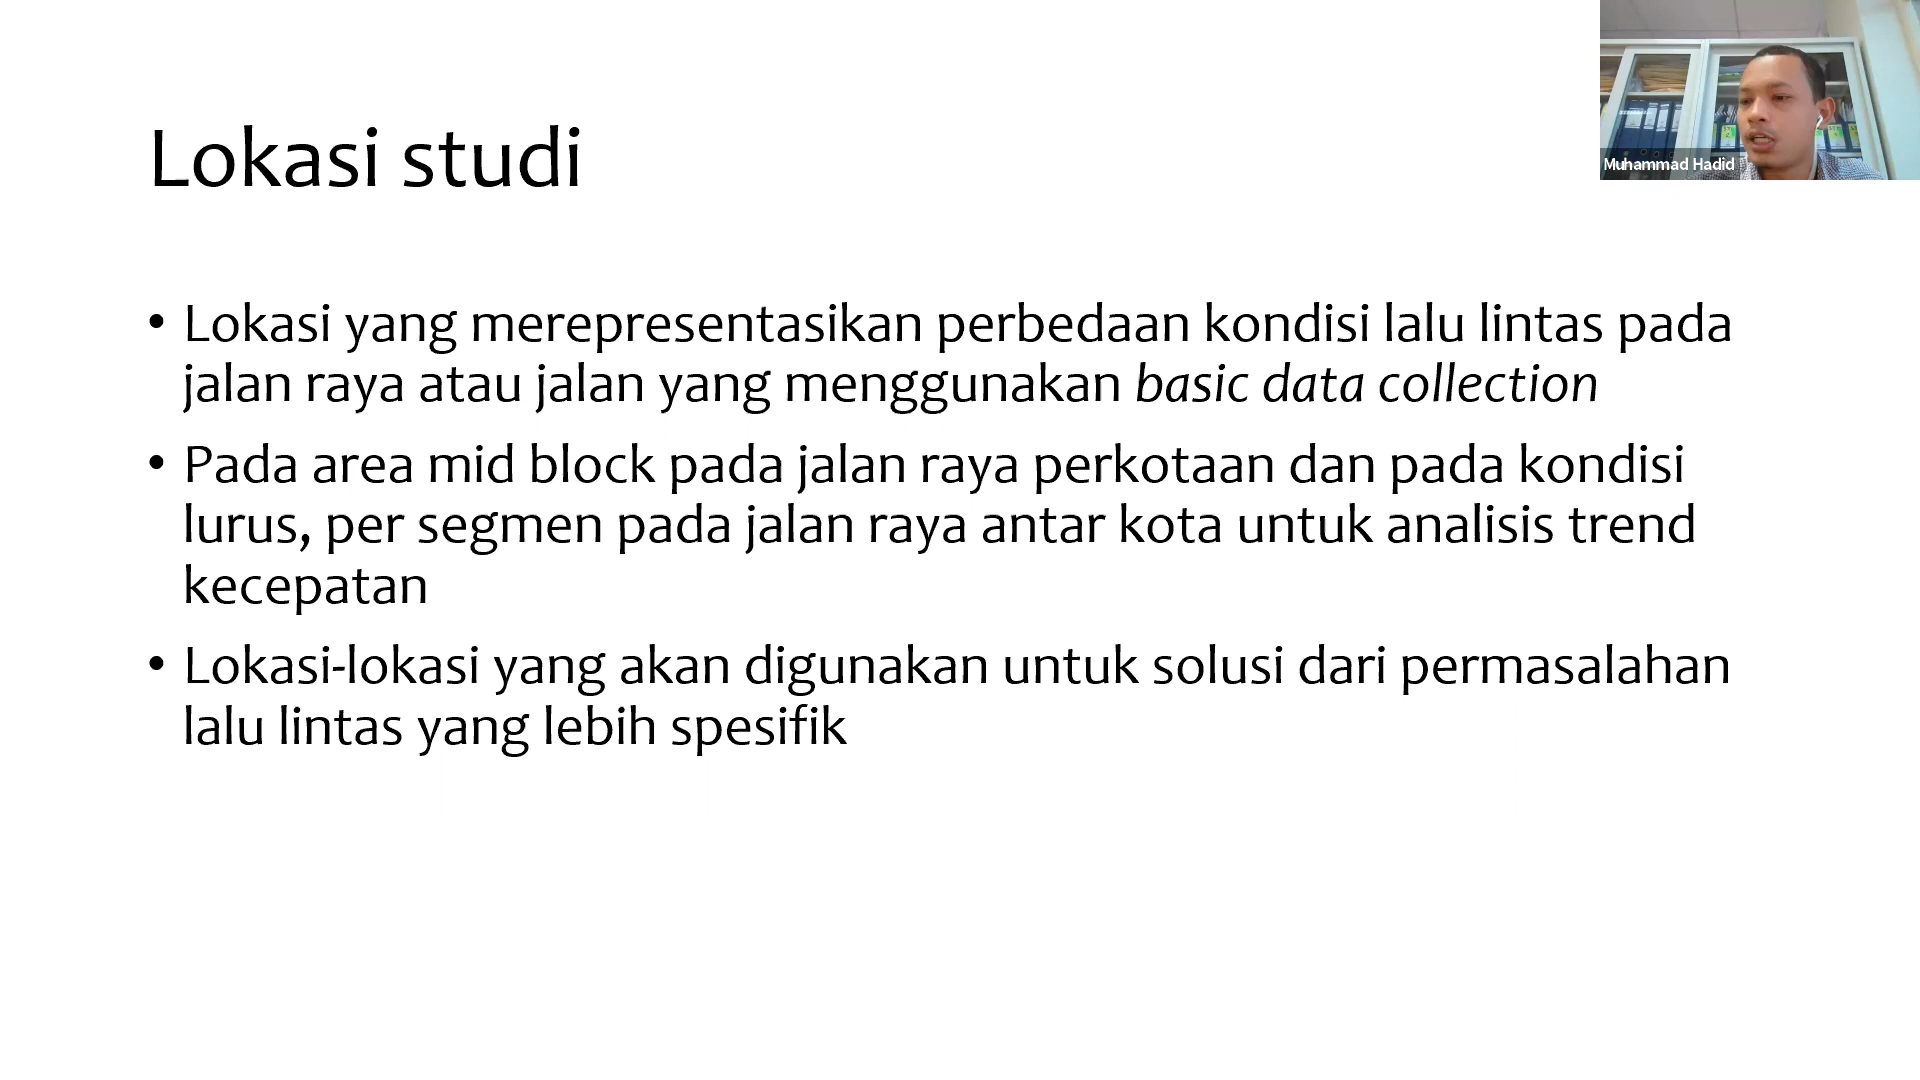 Lokasi studi
Muhammad Hadid
• Lokasi yang merepresentasikan perbedaan kondisi lalu lintas pada
jalan raya atau jalan yang menggunakan basic data collection
• Pada area mid block pada jalan raya perkotaan dan pada kondisi
lurus, per segmen pada jalan raya antar kota untuk analisis trend
kecepatan
• Lokasi-lokasi yang akan digunakan untuk solusi dari permasalahan
lalu lintas yang lebih spesifik